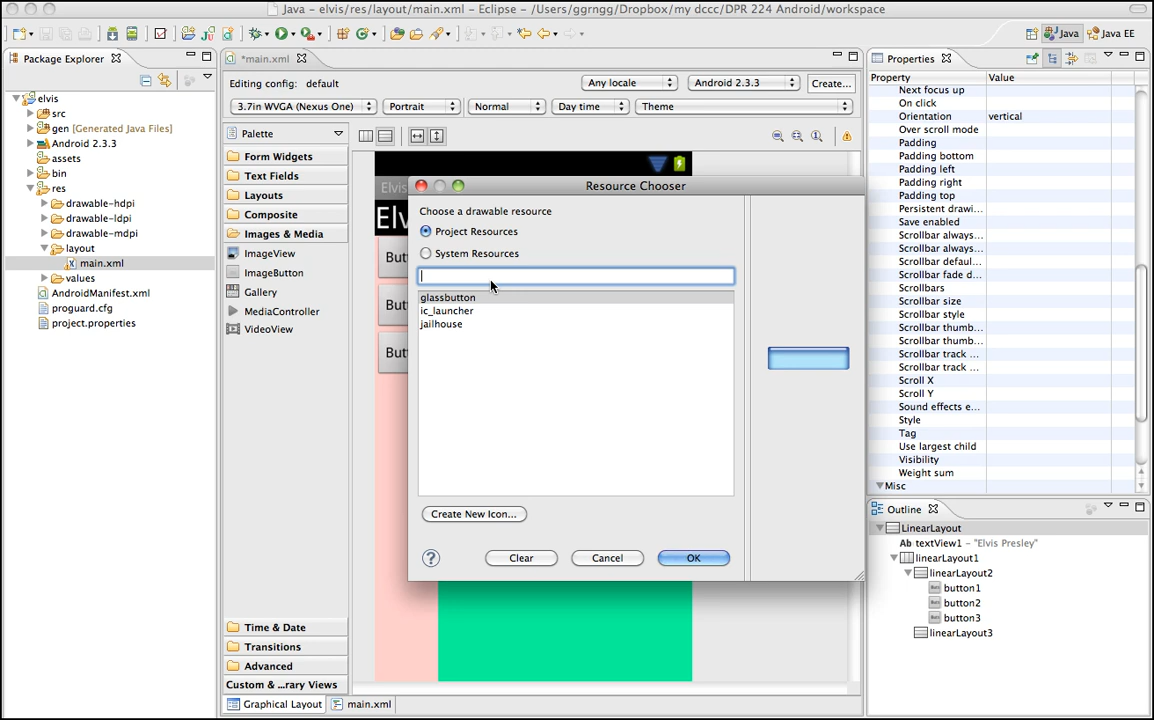 Java - elvis/res/layout/main.xml - Eclipse - /Users/ggrngg/Dropbox/my dccc/DPR 224 Android/workspace
Java
Java EE
Package Explorer
elvis
src
gen [Generated Java Files]
Android 2.3.3
assets
bin
res
drawable-hdpi
drawable-ldpi
drawable-mdpi
layout
main.xml
values
AndroidManifest.xml
proguard.cfg
project.properties
*main.xml
Editing config: default
Any locale
Android 2.3.3
Create...
3.7in WVGA (Nexus One)
Portrait
Normal
Day time
Theme
Palette
Form Widgets
Text Fields
Layouts
Composite
Images & Media
ImageView
ImageButton
Gallery
MediaController
VideoView
Time & Date
Transitions
Advanced
Custom & ...rary Views
Graphical Layout
main.xml
Elvis
Elv
But
But
But
Resource Chooser
Choose a drawable resource
Project Resources
System Resources
glassbutton
ic_launcher
jailhouse
Create New Icon...
?
Clear
Cancel
OK
Properties
Property Value
Next focus up
On click
Orientation vertical
Over scroll mode
Padding
Padding bottom
Padding left
Padding right
Padding top
Persistent drawi...
Save enabled
Scrollbar always...
Scrollbar always...
Scrollbar defaul...
Scrollbar fade d...
Scrollbars
Scrollbar size
Scrollbar style
Scrollbar thumb...
Scrollbar thumb...
Scrollbar track ...
Scrollbar track ...
Scroll X
Scroll Y
Sound effects e...
Style
Tag
Use largest child
Visibility
Weight sum
Misc
Outline
LinearLayout
Ab textView1 - "Elvis Presley"
linearLayout1
linearLayout2
button1
button2
button3
linearLayout3